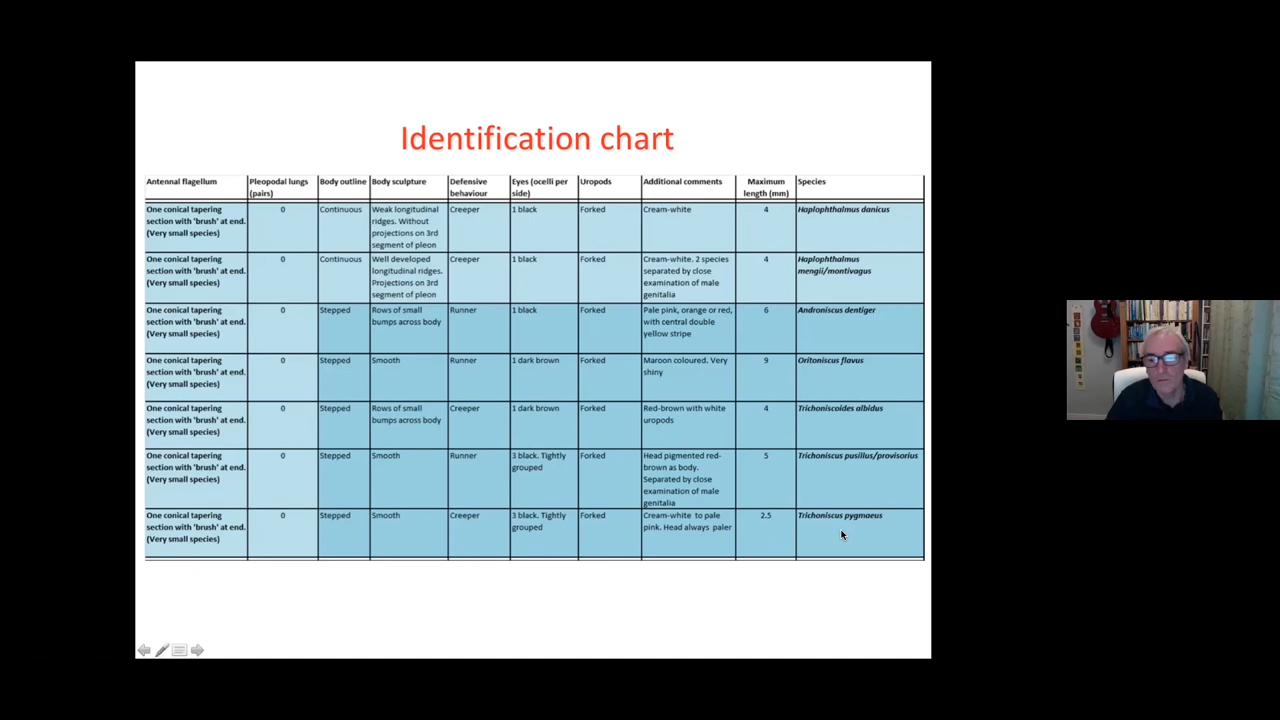 Identification chart
Antennal flagellum
Pleopodal lungs
(pairs)
Body outline
Body sculpture
Defensive
behaviour
Eyes (ocelli per
side)
Uropods
Additional comments
Maximum
length (mm)
Species
One conical tapering
section with 'brush' at end.
(Very small species)
0
Continuous
Weak longitudinal
ridges. Without
projections on 3rd
segment of pleon
Creeper
1 black
Forked
Cream-white
4
Haplophthalmus danicus
One conical tapering
section with 'brush' at end.
(Very small species)
0
Continuous
Well developed
longitudinal ridges.
Projections on 3rd
segment of pleon
Creeper
1 black
Forked
Cream-white. 2 species
separated by close
examination of male
genitalia
4
Haplophthalmus
mengii/montivagus
One conical tapering
section with 'brush' at end.
(Very small species)
0
Stepped
Rows of small
bumps across body
Runner
1 black
Forked
Pale pink, orange or red,
with central double
yellow stripe
6
Androniscus dentiger
One conical tapering
section with 'brush' at end.
(Very small species)
0
Stepped
Smooth
Runner
1 dark brown
Forked
Maroon coloured. Very
shiny
9
Oritoniscus flavus
One conical tapering
section with 'brush' at end.
(Very small species)
0
Stepped
Rows of small
bumps across body
Creeper
1 dark brown
Forked
Red-brown with white
uropods
4
Trichoniscoides albidus
One conical tapering
section with 'brush' at end.
(Very small species)
0
Stepped
Smooth
Runner
3 black. Tightly
grouped
Forked
Head pigmented red-
brown as body.
Separated by close
examination of male
genitalia
5
Trichoniscus pusillus/provisorius
One conical tapering
section with 'brush' at end.
(Very small species)
0
Stepped
Smooth
Creeper
3 black. Tightly
grouped
Forked
Cream-white to pale
pink. Head always paler
2.5
Trichoniscus pygmaeus